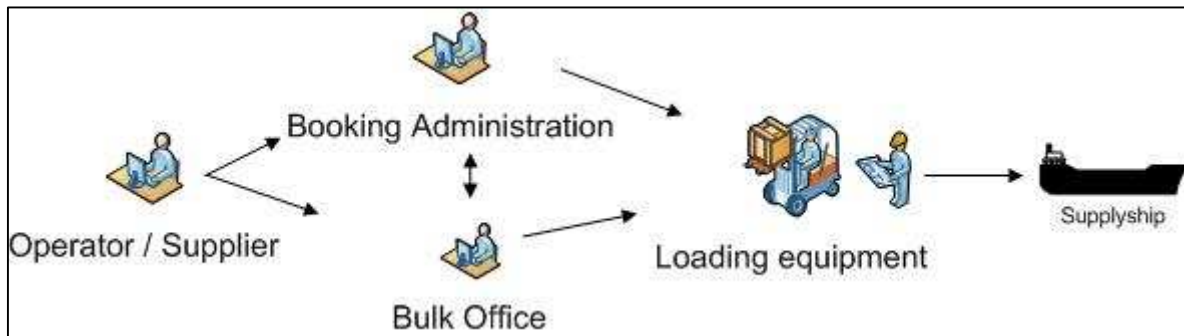 Booking Administration
Operator / Supplier
Bulk Office
Loading equipment
Supplyship